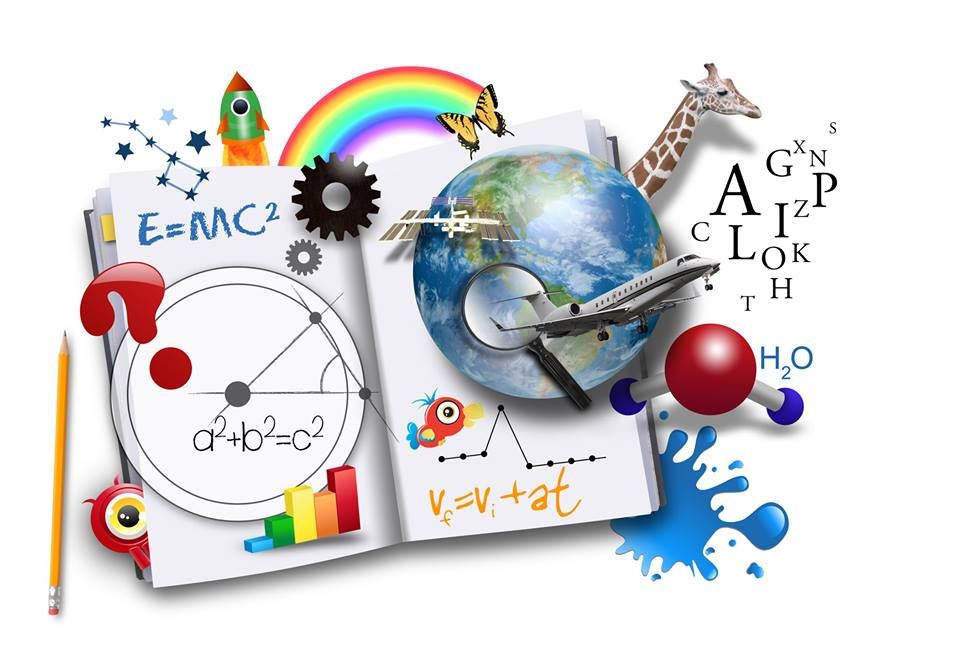 E=MC²
a²+b²=c²
v_f=v_i+at
S
X
G N
A P
Z
I
C L O K
H
T
H₂O